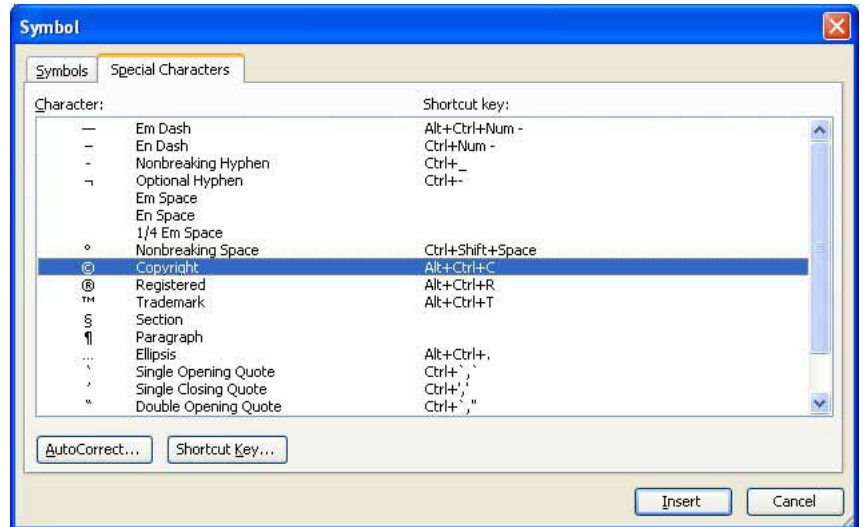 Symbol
Symbols Special Characters
Character: Shortcut key:
— Em Dash Alt+Ctrl+Num -
– En Dash Ctrl+Num -
- Nonbreaking Hyphen Ctrl+_
¬ Optional Hyphen Ctrl+-
Em Space
En Space
1/4 Em Space
° Nonbreaking Space Ctrl+Shift+Space
© Copyright Alt+Ctrl+C
® Registered Alt+Ctrl+R
™ Trademark Alt+Ctrl+T
§ Section
¶ Paragraph
… Ellipsis Alt+Ctrl+.
‘ Single Opening Quote Ctrl+`,`
’ Single Closing Quote Ctrl+','
“ Double Opening Quote Ctrl+`,"
AutoCorrect... Shortcut Key...
Insert Cancel